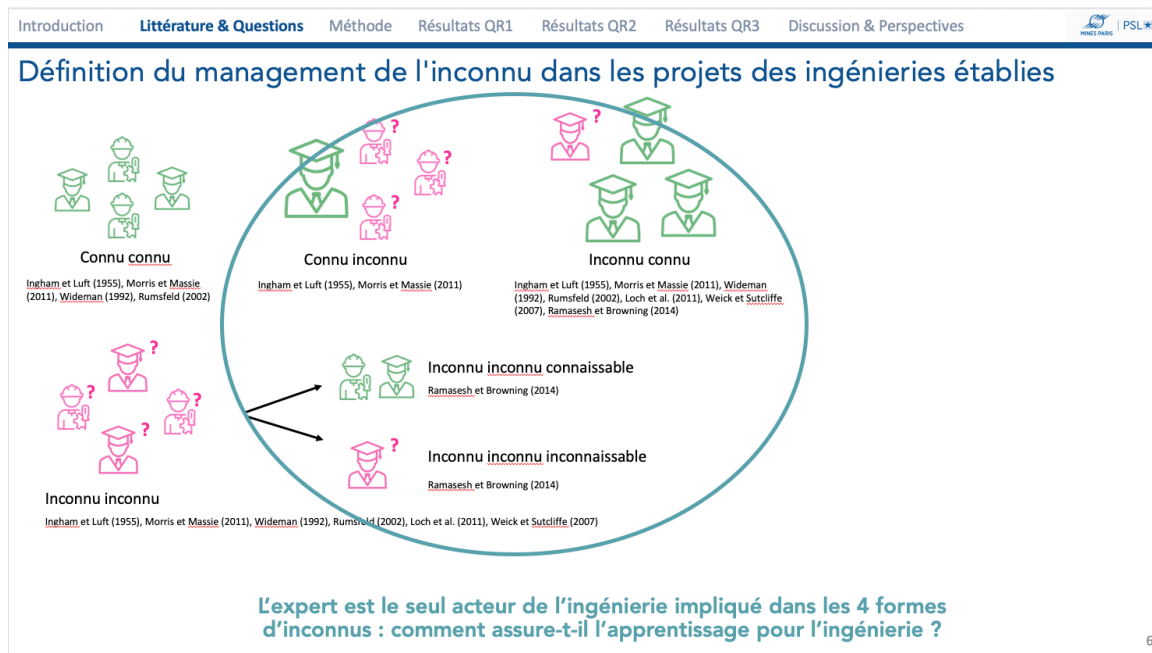 Introduction Littérature & Questions Méthode Résultats QR1 Résultats QR2 Résultats QR3 Discussion & Perspectives
MINES PARIS PSL
Définition du management de l'inconnu dans les projets des ingénieries établies
? ? ? ?
Connu connu
Ingham et Luft (1955), Morris et Massie
(2011), Wideman (1992), Rumsfeld (2002)
Connu inconnu
Ingham et Luft (1955), Morris et Massie (2011)
Inconnu connu
Ingham et Luft (1955), Morris et Massie (2011), Wideman
(1992), Rumsfeld (2002), Loch et al. (2011), Weick et Sutcliffe
(2007), Ramasesh et Browning (2014)
? ? ? ?
Inconnu inconnu connaissable
Ramasesh et Browning (2014)
?
Inconnu inconnu inconnaissable
Ramasesh et Browning (2014)
Inconnu inconnu
Ingham et Luft (1955), Morris et Massie (2011), Wideman (1992), Rumsfeld (2002), Loch et al. (2011), Weick et Sutcliffe (2007)
L'expert est le seul acteur de l'ingénierie impliqué dans les 4 formes
d'inconnus : comment assure-t-il l'apprentissage pour l'ingénierie ?
6